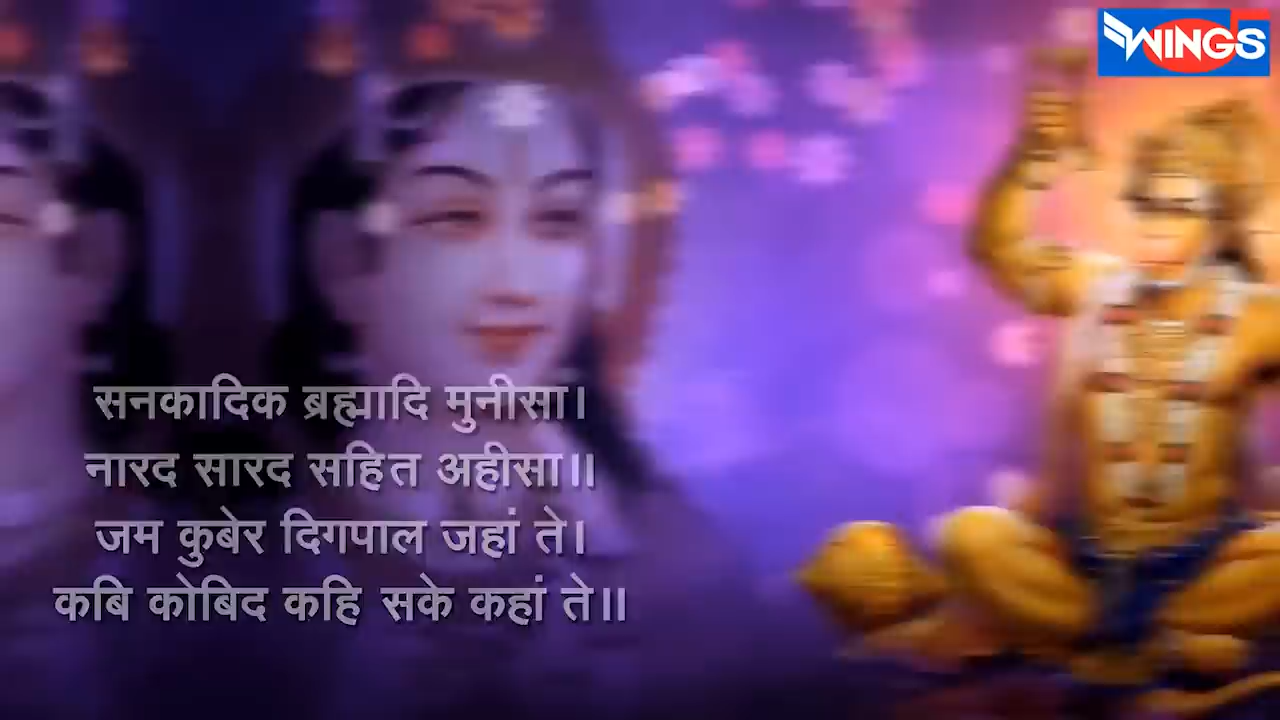 WINGS
सनकादिक ब्रह्मादि मुनीसा।
नारद सारद सहित अहीसा॥
जम कुबेर दिगपाल जहां ते।
कबि कोबिद कहि सके कहां ते॥